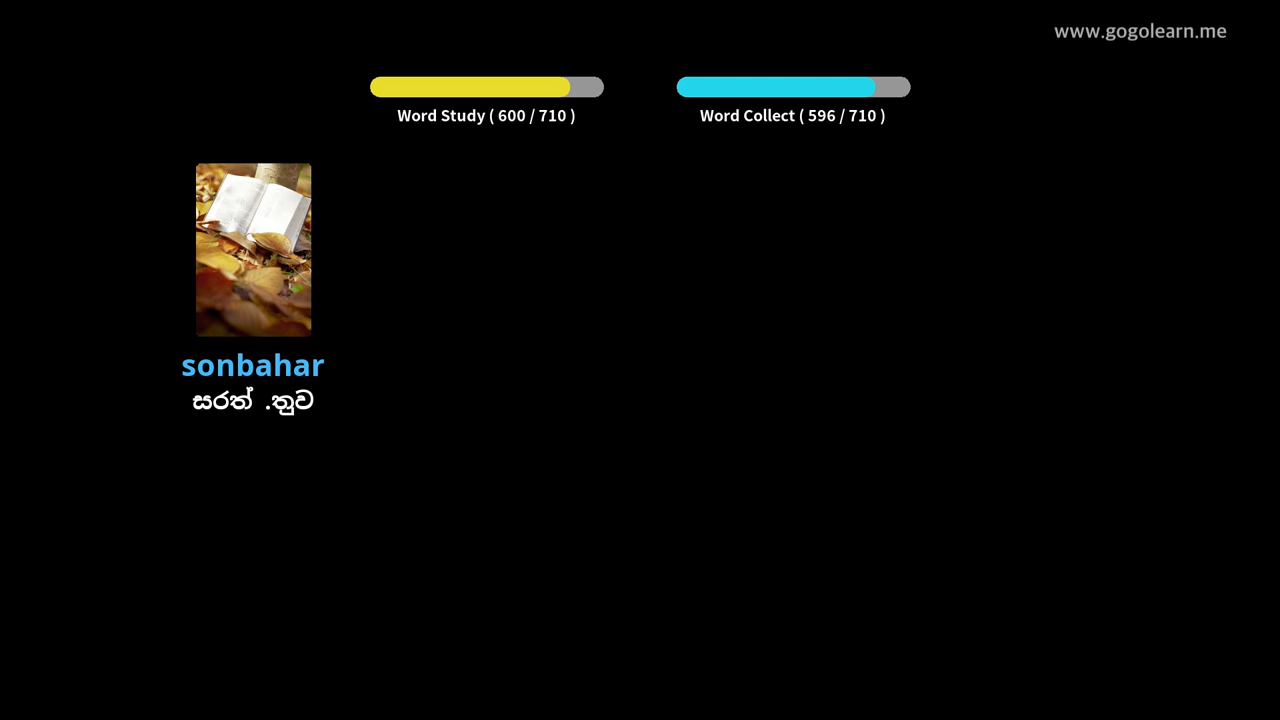 www.gogolearn.me
Word Study ( 600 / 710 )
Word Collect ( 596 / 710 )
sonbahar
සරත් .තුව